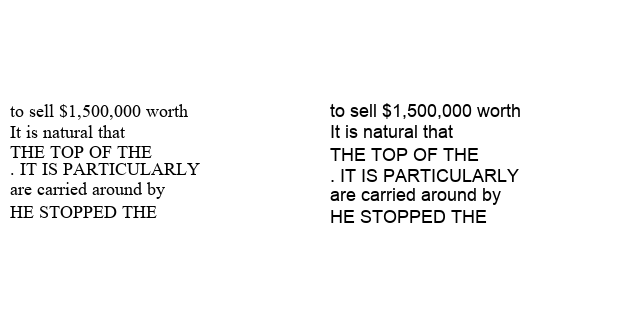 to sell $1,500,000 worth
It is natural that
THE TOP OF THE
. IT IS PARTICULARLY
are carried around by
HE STOPPED THE
to sell $1,500,000 worth
It is natural that
THE TOP OF THE
. IT IS PARTICULARLY
are carried around by
HE STOPPED THE